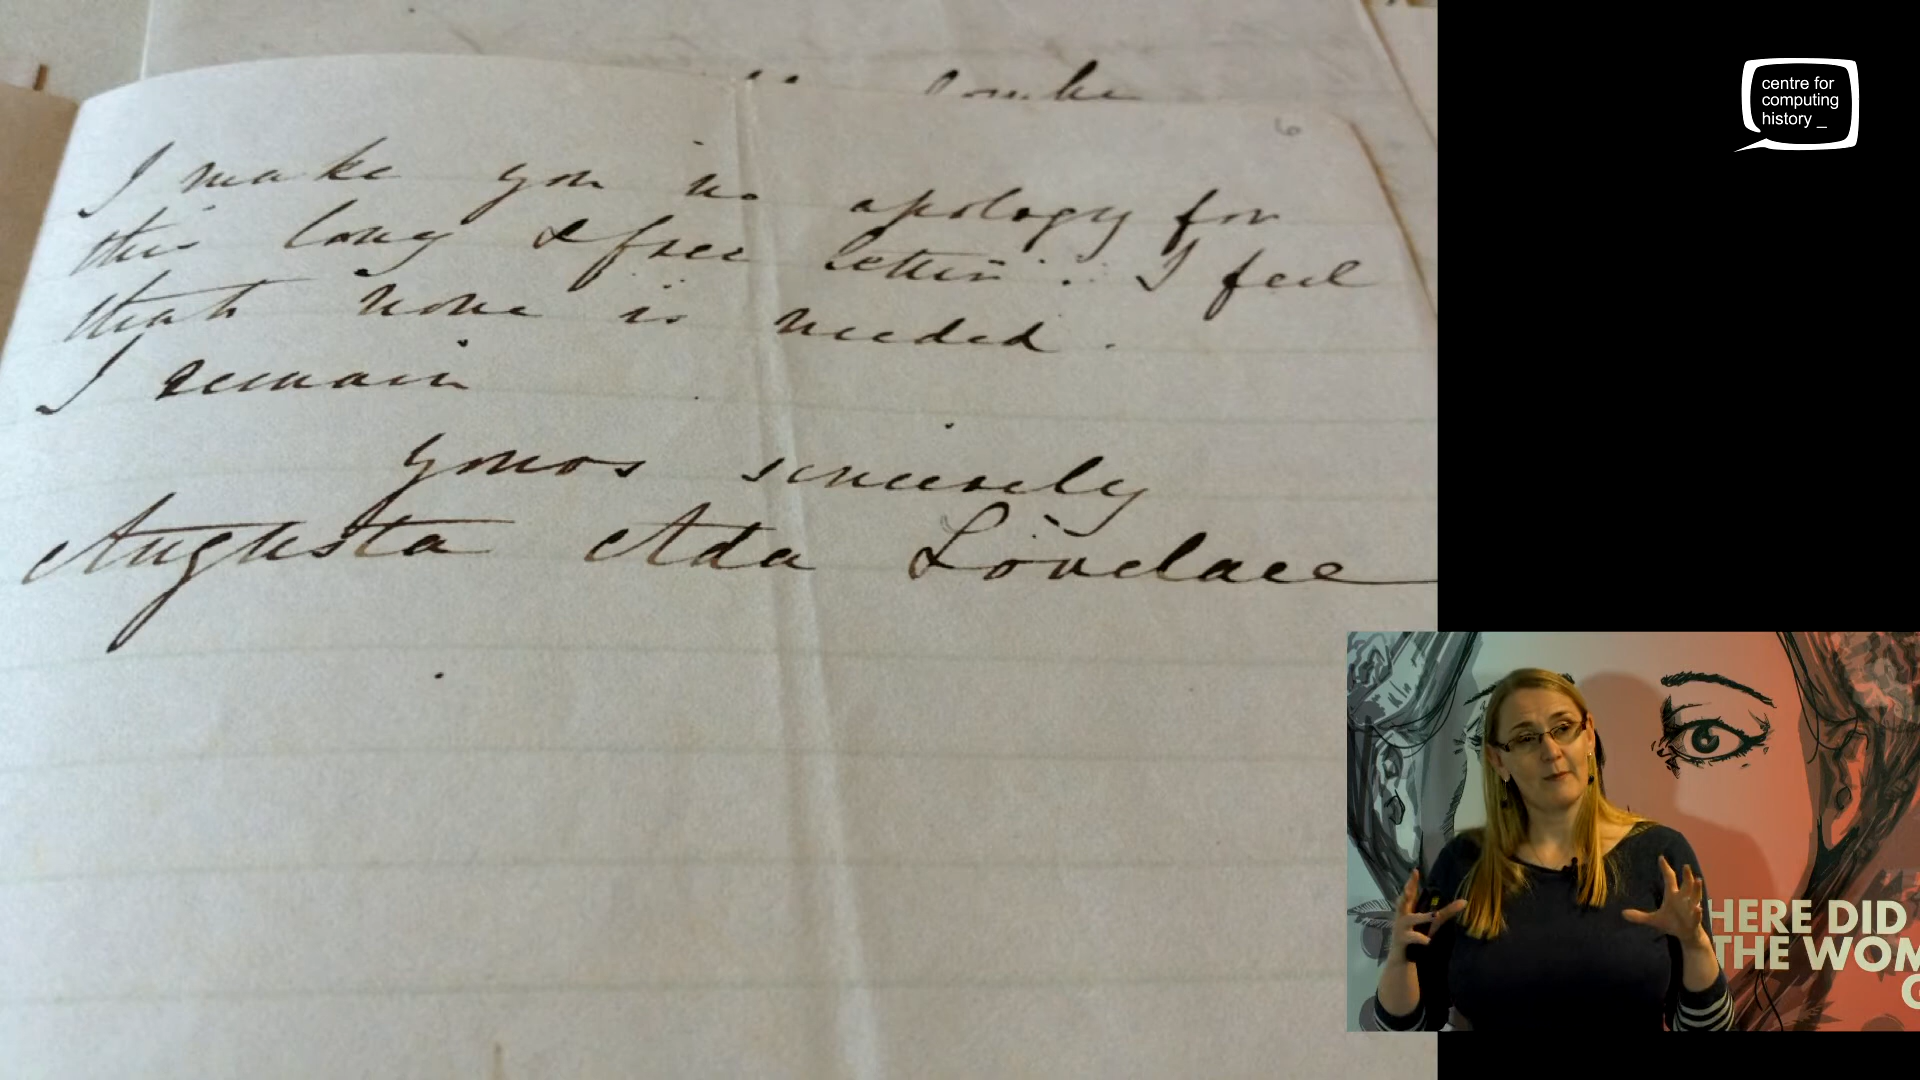 6
I make you no apology for
this long & free letter. I feel
that none is needed.
I remain
yours sincerely
Augusta Ada Lovelace
centre for
computing
history _
HERE DID
THE WOM
G